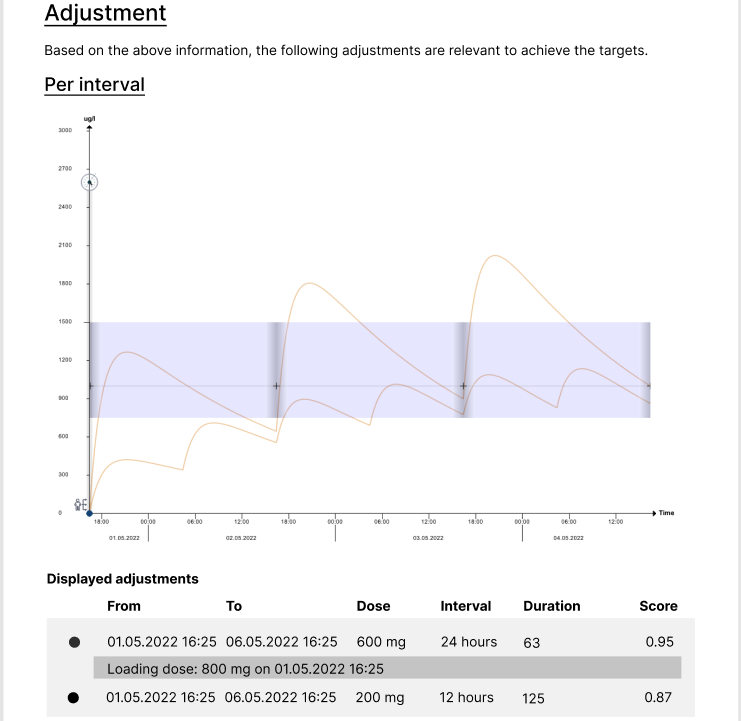 Adjustment
Based on the above information, the following adjustments are relevant to achieve the targets.
Per interval
ug/l
3000
2700
2400
2100
1800
1500
1200
900
600
300
0
Time
18:00 00:00 06:00 12:00 18:00 00:00 06:00 12:00 18:00 00:00 06:00 12:00
01.05.2022 02.05.2022 03.05.2022 04.05.2022
Displayed adjustments
From To Dose Interval Duration Score
01.05.2022 16:25 06.05.2022 16:25 600 mg 24 hours 63 0.95
Loading dose: 800 mg on 01.05.2022 16:25
01.05.2022 16:25 06.05.2022 16:25 200 mg 12 hours 125 0.87